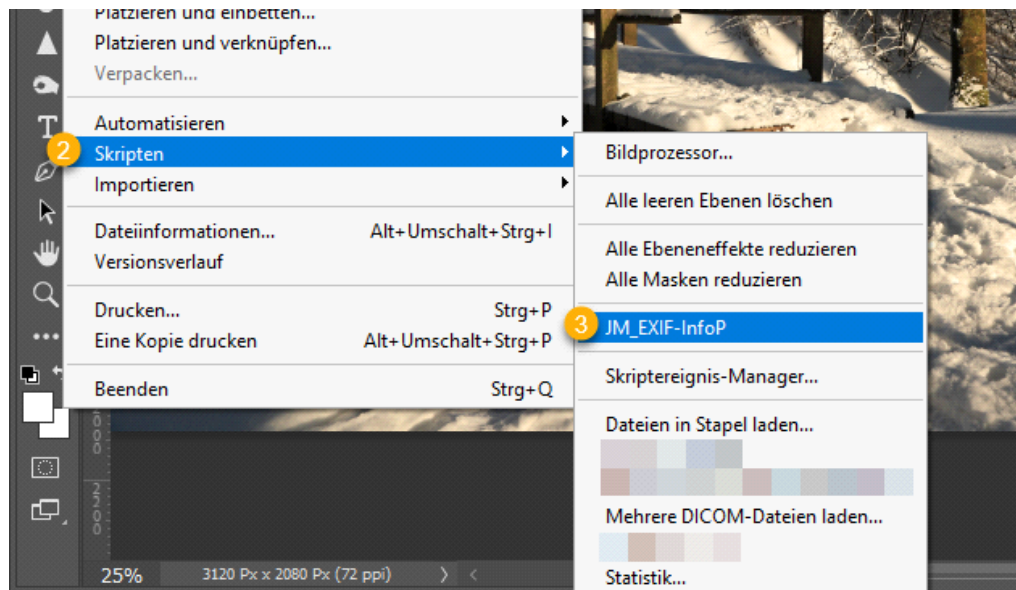 Platzieren und einbetten...
Platzieren und verknüpfen...
Verpacken...
Automatisieren
2 Skripten
Importieren
Dateiinformationen... Alt+Umschalt+Strg+I
Versionsverlauf
Drucken... Strg+P
Eine Kopie drucken Alt+Umschalt+Strg+P
Beenden Strg+Q
Bildprozessor...
Alle leeren Ebenen löschen
Alle Ebeneneffekte reduzieren
Alle Masken reduzieren
3 JM_EXIF-InfoP
Skriptereignis-Manager...
Dateien in Stapel laden...
Mehrere DICOM-Dateien laden...
Statistik...
2200
25% 3120 Px x 2080 Px (72 ppi)